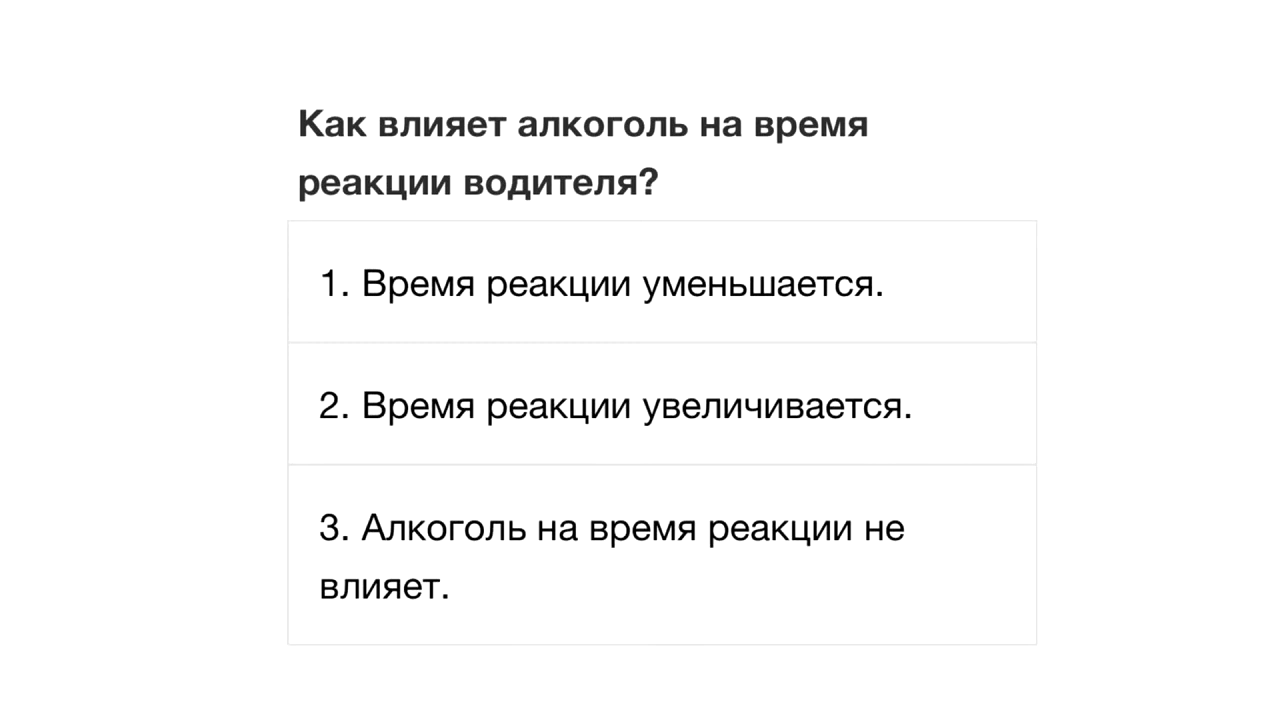 Как влияет алкоголь на время
реакции водителя?
1. Время реакции уменьшается.
2. Время реакции увеличивается.
3. Алкоголь на время реакции не
влияет.